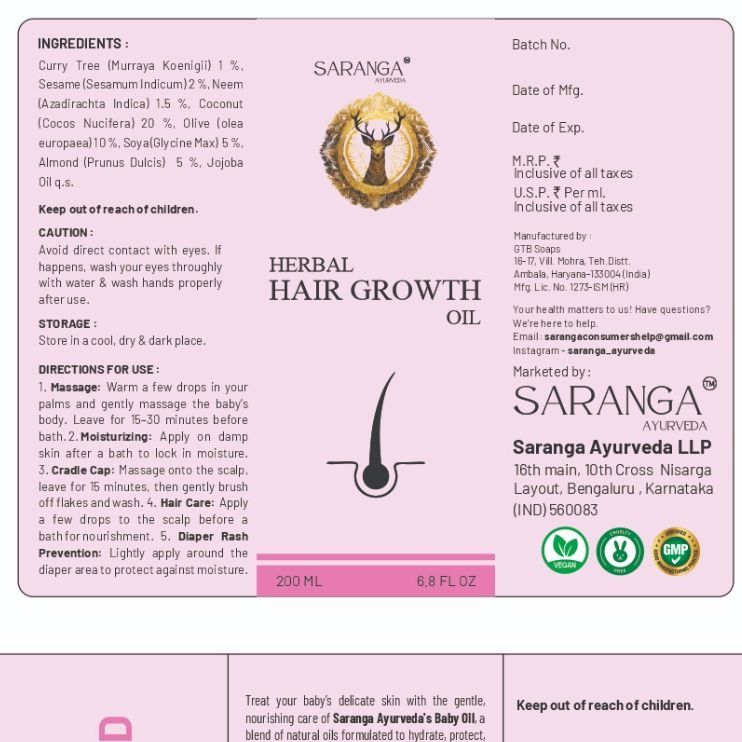 INGREDIENTS :
Curry Tree (Murraya Koenigii) 1 %,
Sesame (Sesamum Indicum) 2 %, Neem
(Azadirachta Indica) 1.5 %, Coconut
(Cocos Nucifera) 20 %, Olive (olea
europaea) 10 %, Soya(Glycine Max) 5 %,
Almond (Prunus Dulcis) 5 %, Jojoba
Oil q.s.
Keep out of reach of children.
CAUTION :
Avoid direct contact with eyes. If
happens, wash your eyes throughly
with water & wash hands properly
after use.
STORAGE :
Store in a cool, dry & dark place.
DIRECTIONS FOR USE :
1. Massage: Warm a few drops in your
palms and gently massage the baby's
body. Leave for 15–30 minutes before
bath. 2. Moisturizing: Apply on damp
skin after a bath to lock in moisture.
3. Cradle Cap: Massage onto the scalp,
leave for 15 minutes, then gently brush
off flakes and wash. 4. Hair Care: Apply
a few drops to the scalp before a
bath for nourishment. 5. Diaper Rash
Prevention: Lightly apply around the
diaper area to protect against moisture.
SARANGA
AYURVEDA
HERBAL
HAIR GROWTH
OIL
200 ML 6,8 FL OZ
Batch No.
Date of Mfg.
Date of Exp.
M.R.P. ₹
Inclusive of all taxes
U.S.P. ₹ Per ml.
Inclusive of all taxes
Manufactured by :
GTB Soaps
16-17, Vill. Mohra, Teh.Distt.
Ambala, Haryana-133004 (India)
Mfg. Lic. No. 1273-ISM (HR)
Your health matters to us! Have questions?
We're here to help.
Email : sarangaconsumershelp@gmail.com
Instagram - saranga_ayurveda
Marketed by :
SARANGA TM
AYURVEDA
Saranga Ayurveda LLP
16th main, 10th Cross Nisarga
Layout, Bengaluru , Karnataka
(IND) 560083
VEGAN
CRUELTY
FREE
CERTIFIED
GMP
GOOD MANUFACTURING PRACTICE
D
Treat your baby's delicate skin with the gentle,
nourishing care of Saranga Ayurveda's Baby Oil, a
blend of natural oils formulated to hydrate, protect,
Keep out of reach of children.